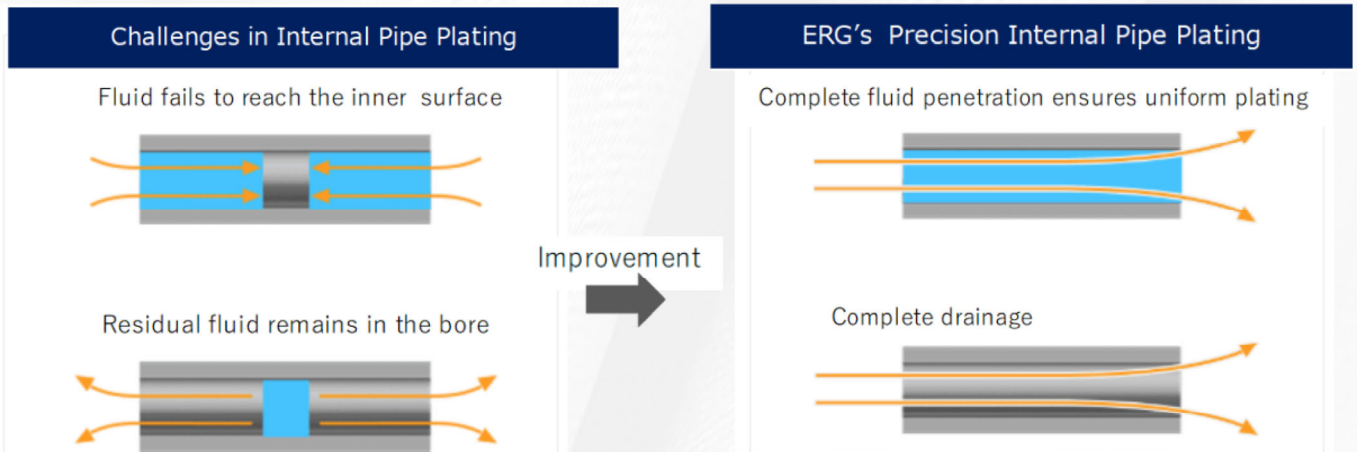 Challenges in Internal Pipe Plating
Fluid fails to reach the inner surface
Residual fluid remains in the bore
Improvement
ERG's Precision Internal Pipe Plating
Complete fluid penetration ensures uniform plating
Complete drainage